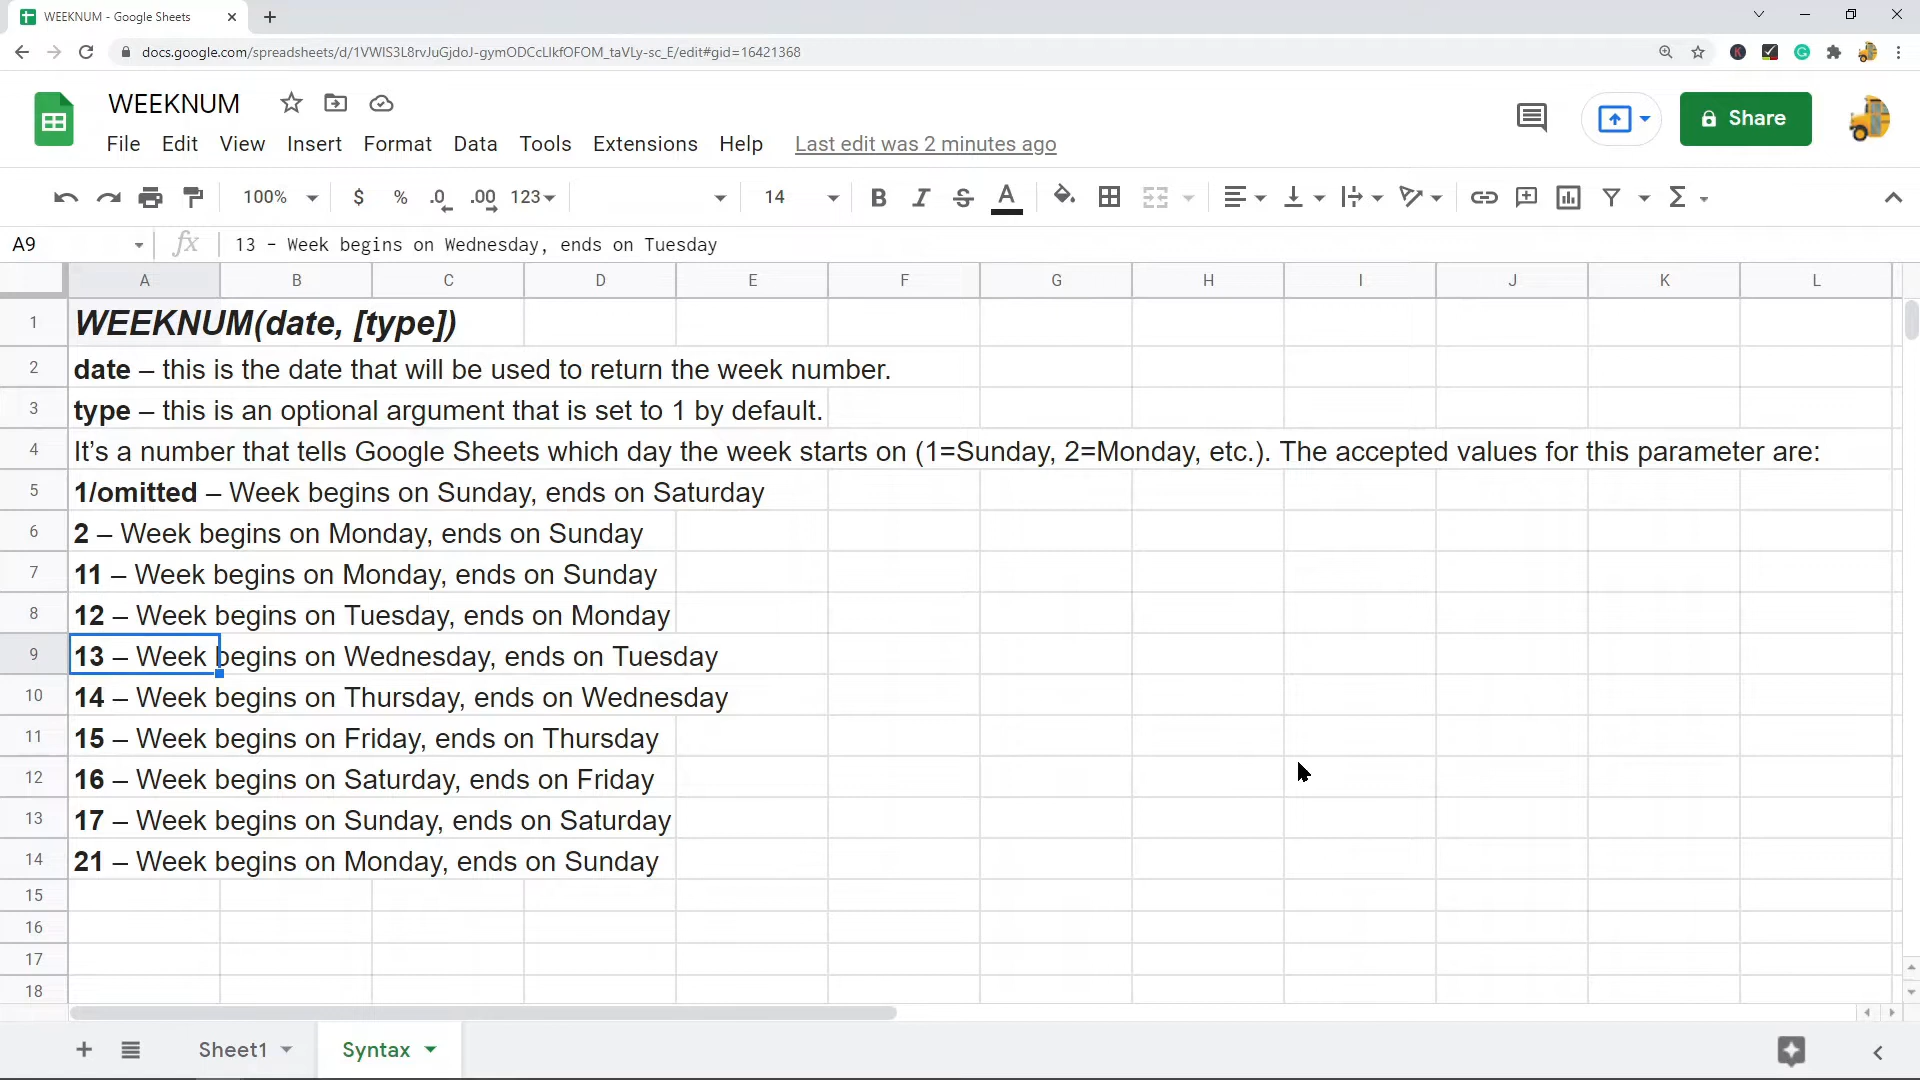 WEEKNUM - Google Sheets
docs.google.com/spreadsheets/d/1VWIS3L8rvJuGjdoJ-gymODCcLIkfOFOM_taVLy-sc_E/edit#gid=16421368
WEEKNUM
Share
File Edit View Insert Format Data Tools Extensions Help Last edit was 2 minutes ago
100% $ % .0 .00 123 14 B I S A Σ
A9 fx 13 - Week begins on Wednesday, ends on Tuesday
A B C D E F G H I J K L
1 WEEKNUM(date, [type])
2 date – this is the date that will be used to return the week number.
3 type – this is an optional argument that is set to 1 by default.
4 It’s a number that tells Google Sheets which day the week starts on (1=Sunday, 2=Monday, etc.). The accepted values for this parameter are:
5 1/omitted – Week begins on Sunday, ends on Saturday
6 2 – Week begins on Monday, ends on Sunday
7 11 – Week begins on Monday, ends on Sunday
8 12 – Week begins on Tuesday, ends on Monday
9 13 – Week begins on Wednesday, ends on Tuesday
10 14 – Week begins on Thursday, ends on Wednesday
11 15 – Week begins on Friday, ends on Thursday
12 16 – Week begins on Saturday, ends on Friday
13 17 – Week begins on Sunday, ends on Saturday
14 21 – Week begins on Monday, ends on Sunday
15
16
17
18
Sheet1 Syntax